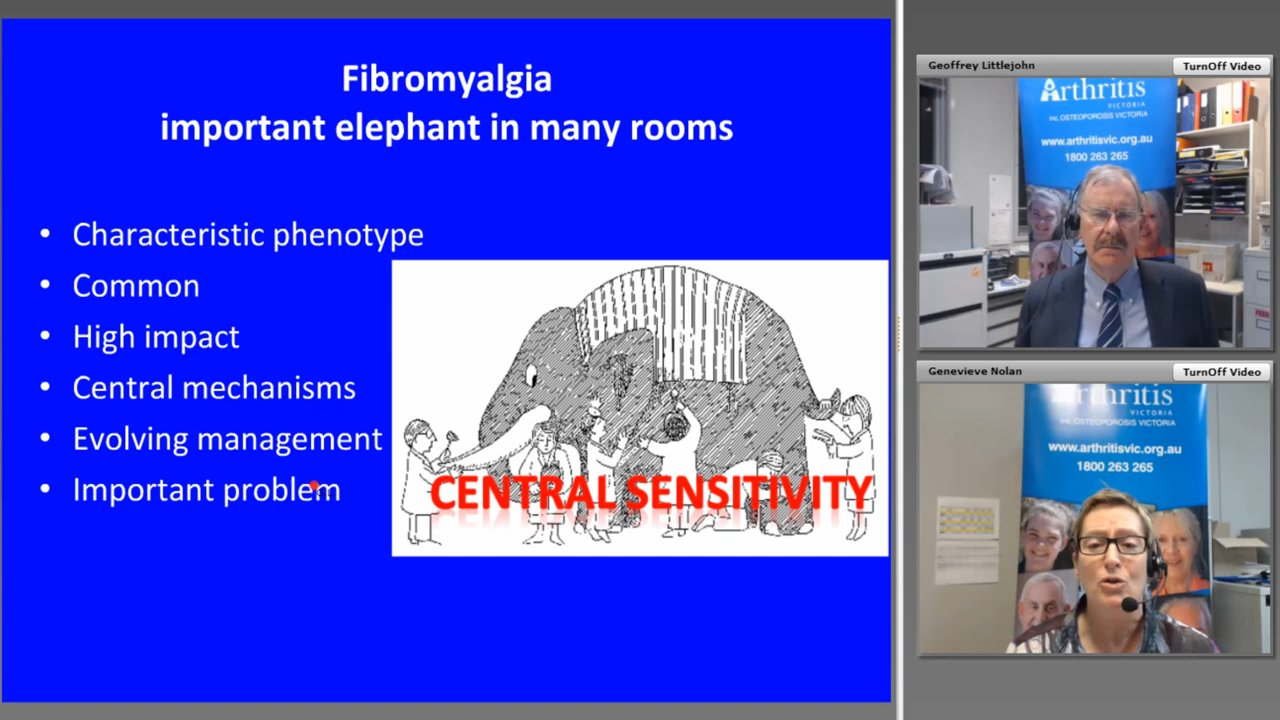 Fibromyalgia
important elephant in many rooms
• Characteristic phenotype
• Common
• High impact
• Central mechanisms
• Evolving management
• Important problem
CENTRAL SENSITIVITY
Geoffrey Littlejohn
TurnOff Video
Arthritis
VICTORIA
inc. OSTEOPOROSIS VICTORIA
www.arthritisvic.org.au
1800 263 265
Genevieve Nolan
TurnOff Video
Arthritis
VICTORIA
inc. OSTEOPOROSIS VICTORIA
www.arthritisvic.org.au
1800 263 265